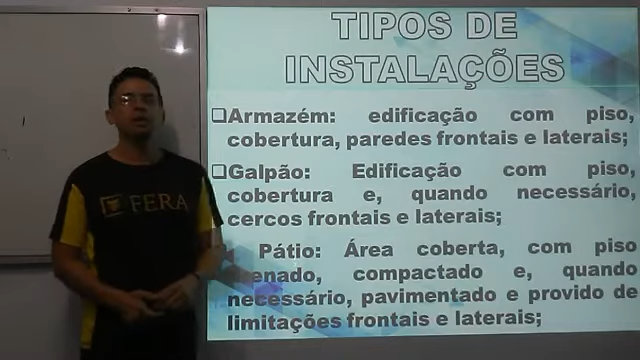 TIPOS DE
INSTALAÇÕES
Armazém: edificação com piso,
cobertura, paredes frontais e laterais;
Galpão: Edificação com piso,
cobertura e, quando necessário,
cercos frontais e laterais;
Pátio: Área coberta, com piso
enado, compactado e, quando
necessário, pavimentado e provido de
limitações frontais e laterais;
FERA